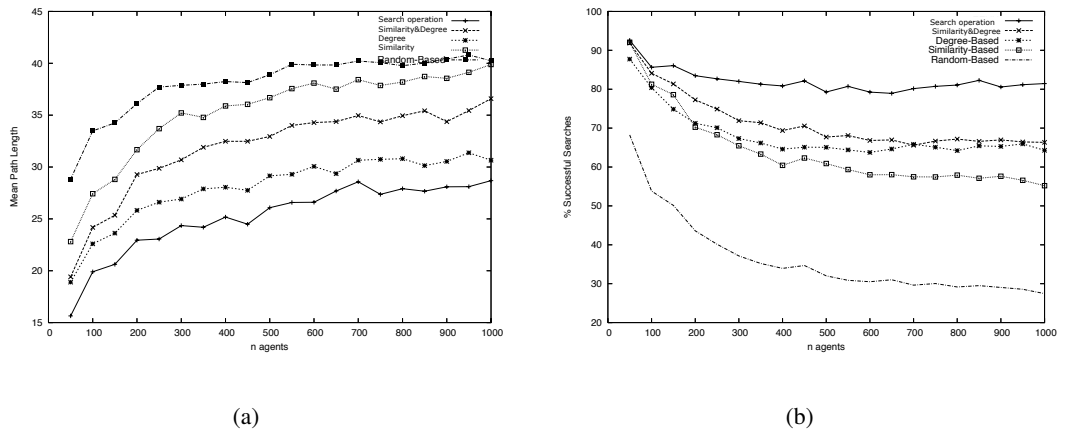 45
40
35
30
25
20
15
Mean Path Length
Search operation
Similarity&Degree
Degree
Similarity
Random-Based
0 100 200 300 400 500 600 700 800 900 1000
n agents
(a)
100
90
80
70
60
50
40
30
20
% Successful Searches
Search operation
Similarity&Degree
Degree-Based
Similarity-Based
Random-Based
0 100 200 300 400 500 600 700 800 900 1000
n agents
(b)